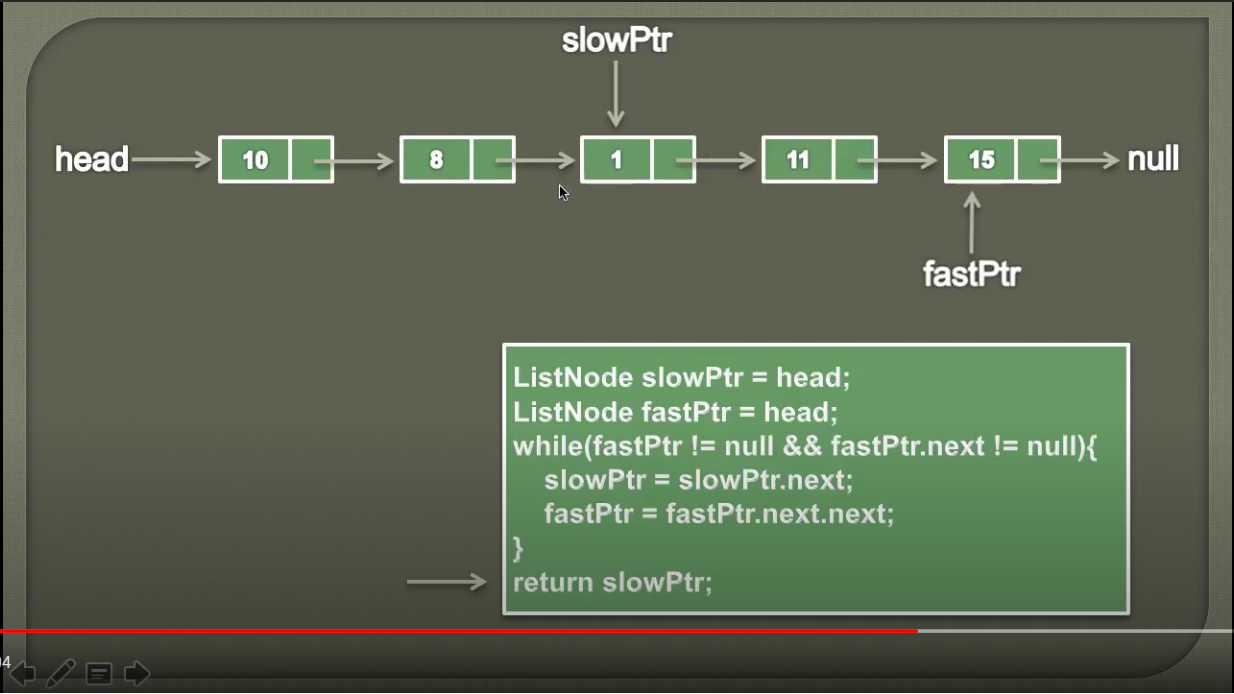 slowPtr
head 10 8 1 11 15 null
fastPtr
ListNode slowPtr = head;
ListNode fastPtr = head;
while(fastPtr != null && fastPtr.next != null){
slowPtr = slowPtr.next;
fastPtr = fastPtr.next.next;
}
return slowPtr;